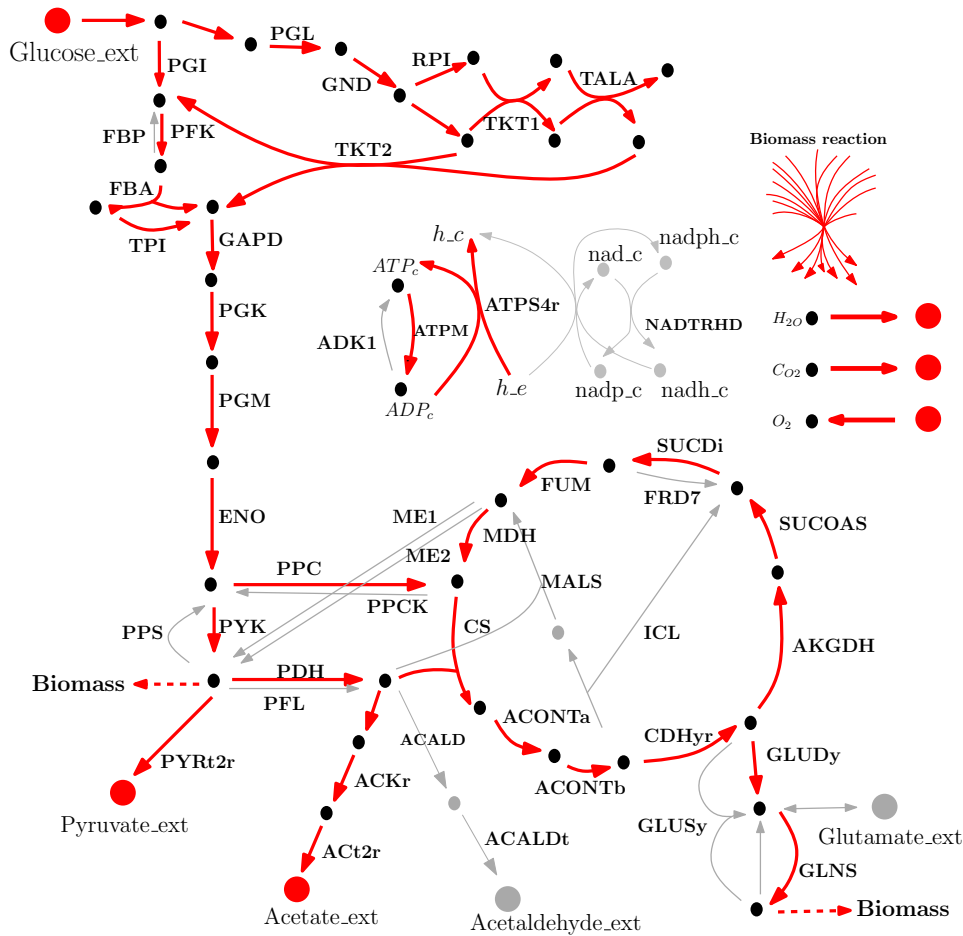 Glucose_ext
PGL
PGI
GND
RPI
TALA
FBP
PFK
TKT1
TKT2
Biomass reaction
FBA
TPI
GAPD
h_c
nadph_c
nad_c
ATP_c
PGK
ADK1
ATPM
ATPS4r
NADTRHD
H_2O
C_O2
O_2
PGM
ADP_c
h_e
nadp_c
nadh_c
SUCDi
FUM
FRD7
ENO
ME1
MDH
SUCOAS
ME2
PPC
PPCK
MALS
PPS
PYK
CS
ICL
AKGDH
Biomass
PDH
PFL
ACONTa
CDHyr
ACALD
PYRt2r
ACKr
ACONTb
GLUDy
Pyruvate_ext
GLUSy
Glutamate_ext
ACt2r
ACALDt
GLNS
Acetate_ext
Acetaldehyde_ext
Biomass